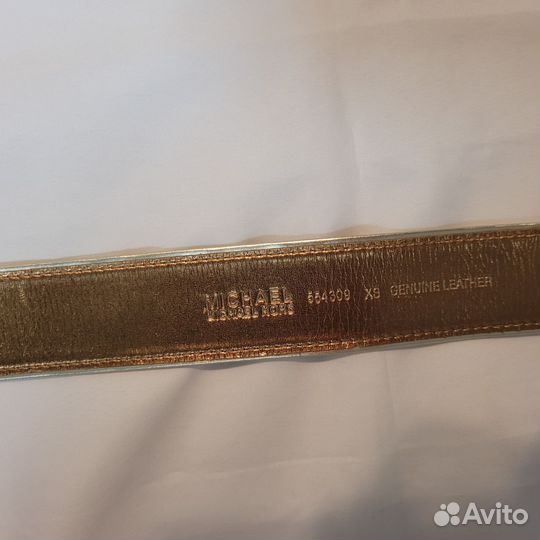 MICHAEL
MICHAEL KORS
554309 XS GENUINE LEATHER
Avito